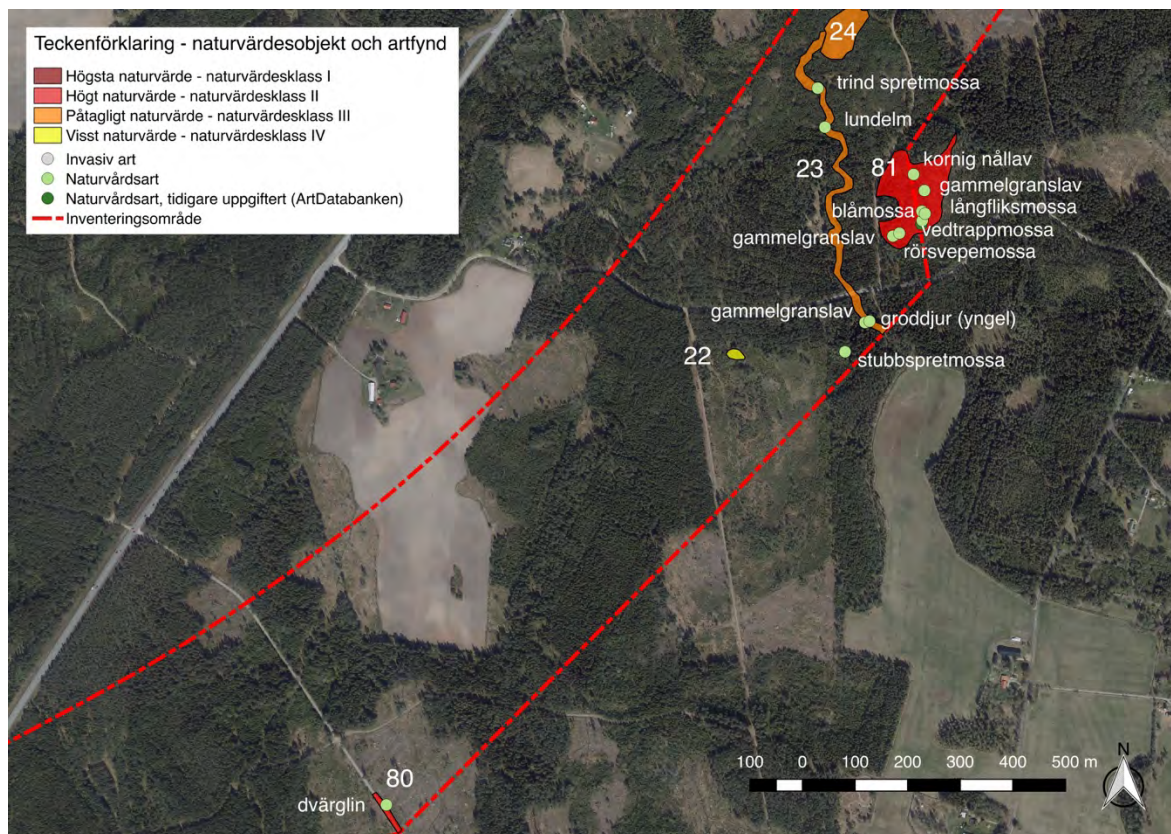 Teckenförklaring - naturvärdesobjekt och artfynd
Högsta naturvärde - naturvärdesklass I
Högt naturvärde - naturvärdesklass II
Påtagligt naturvärde - naturvärdesklass III
Visst naturvärde - naturvärdesklass IV
Invasiv art
Naturvårdsart
Naturvårdsart, tidigare uppgiftert (ArtDatabanken)
Inventeringsområde
24
trind spretmossa
lundelm
23
81
kornig nållav
gammelgranslav
blåmossa
långfliksmossa
vedtrappmossa
gammelgranslav
rörsvepemossa
gammelgranslav
groddjur (yngel)
22
stubbspretmossa
80
dvärglin
100 0 100 200 300 400 500 m
N